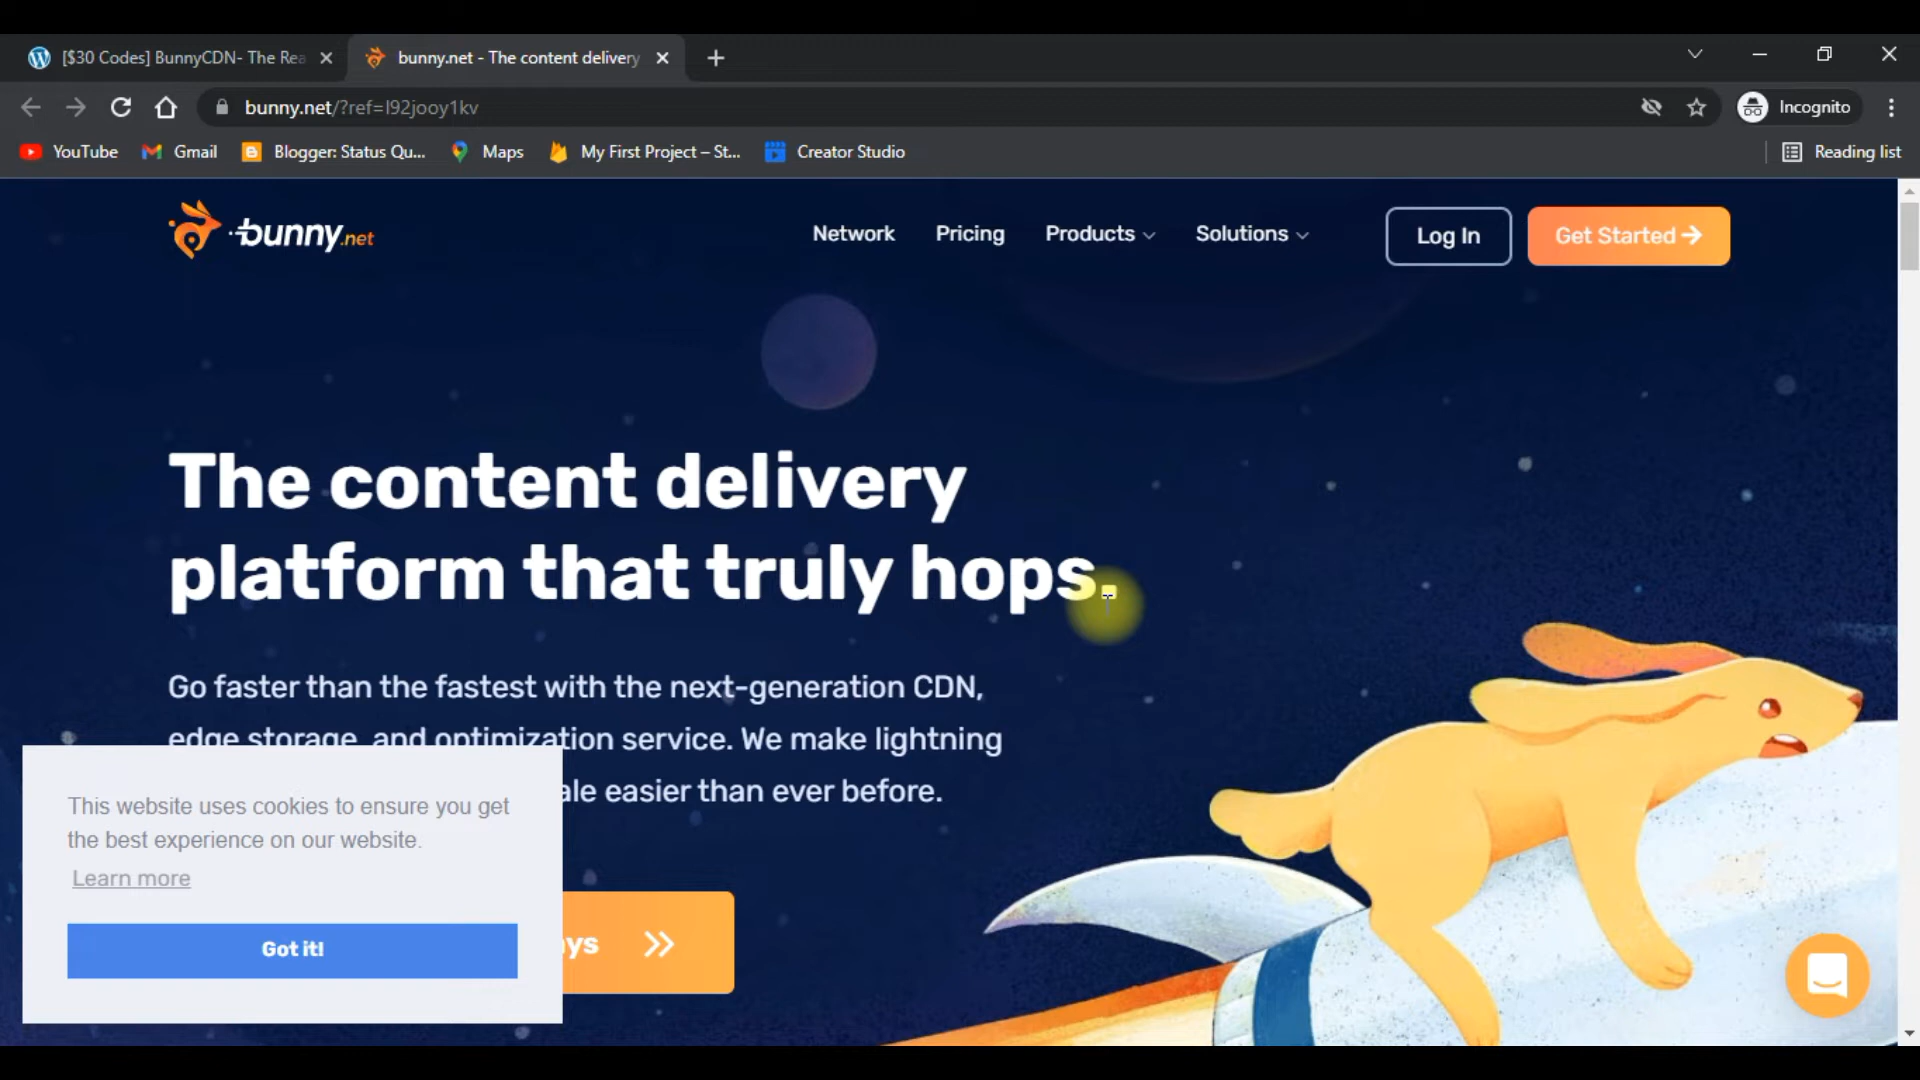 [$30 Codes] BunnyCDN- The Rea
bunny.net - The content delivery
bunny.net/?ref=l92jooy1kv
Incognito
YouTube
Gmail
Blogger: Status Qu...
Maps
My First Project – St...
Creator Studio
Reading list
bunny.net
Network
Pricing
Products
Solutions
Log In
Get Started
The content delivery
platform that truly hops.
Go faster than the fastest with the next-generation CDN,
edge storage, and optimization service. We make lightning
ale easier than ever before.
This website uses cookies to ensure you get
the best experience on our website.
Learn more
Got it!
ays